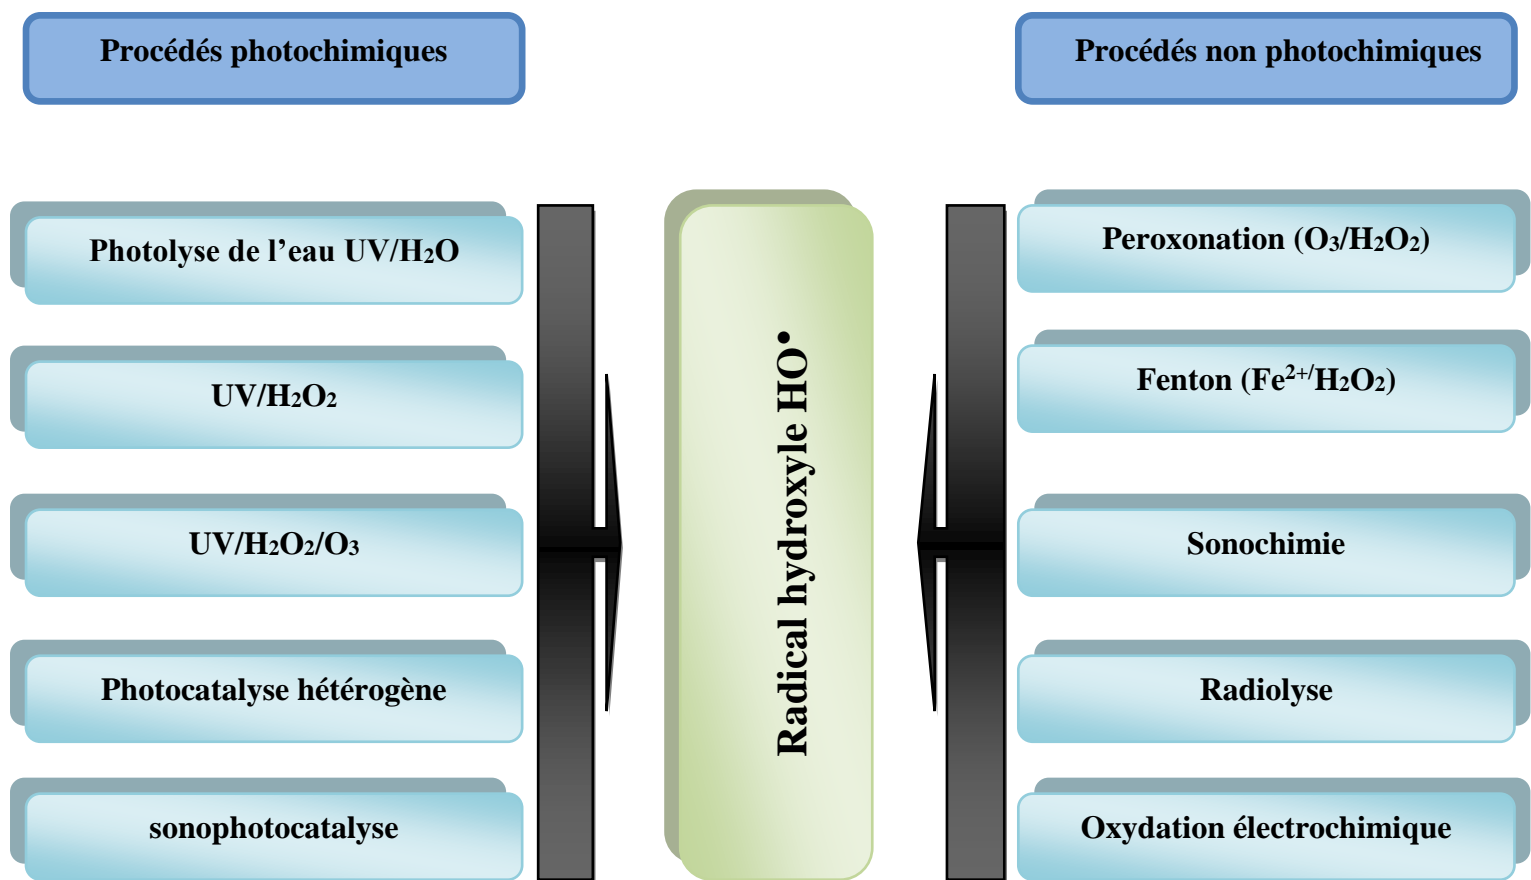 Procédés photochimiques
Procédés non photochimiques
Photolyse de l’eau UV/H₂O
UV/H₂O₂
UV/H₂O₂/O₃
Photocatalyse hétérogène
sonophotocatalyse
Radical hydroxyle HO•
Peroxonation (O₃/H₂O₂)
Fenton (Fe²⁺/H₂O₂)
Sonochimie
Radiolyse
Oxydation électrochimique